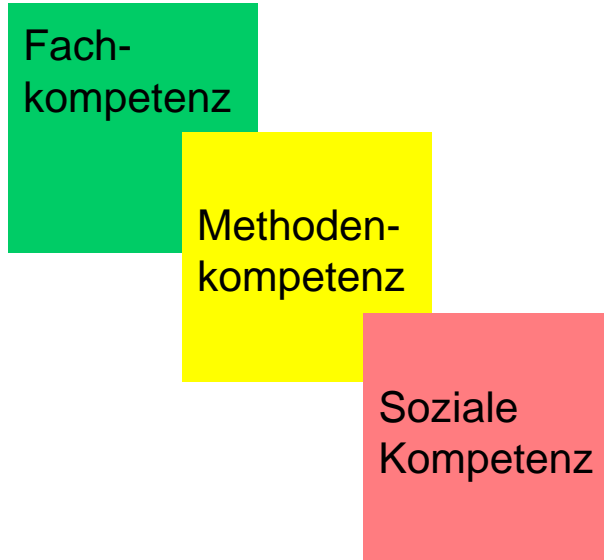 Fach-
kompetenz
Methoden-
kompetenz
Soziale
Kompetenz